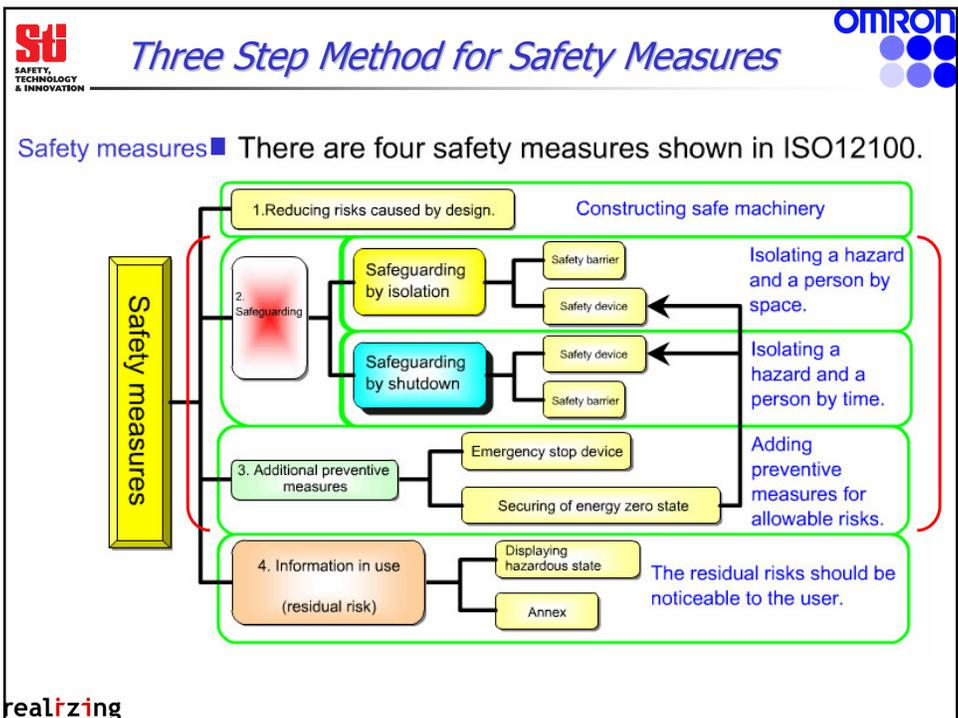 Sti
SAFETY,
TECHNOLOGY
& INNOVATION
Three Step Method for Safety Measures
OMRON
Safety measures■ There are four safety measures shown in ISO12100.
Safety measures
1.Reducing risks caused by design.
Constructing safe machinery
2.
Safeguarding
Safeguarding
by isolation
Safety barrier
Safety device
Isolating a hazard
and a person by
space.
Safeguarding
by shutdown
Safety device
Safety barrier
Isolating a
hazard and a
person by time.
3. Additional preventive
measures
Emergency stop device
Securing of energy zero state
Adding
preventive
measures for
allowable risks.
4. Information in use
(residual risk)
Displaying
hazardous state
Annex
The residual risks should be
noticeable to the user.
realizing